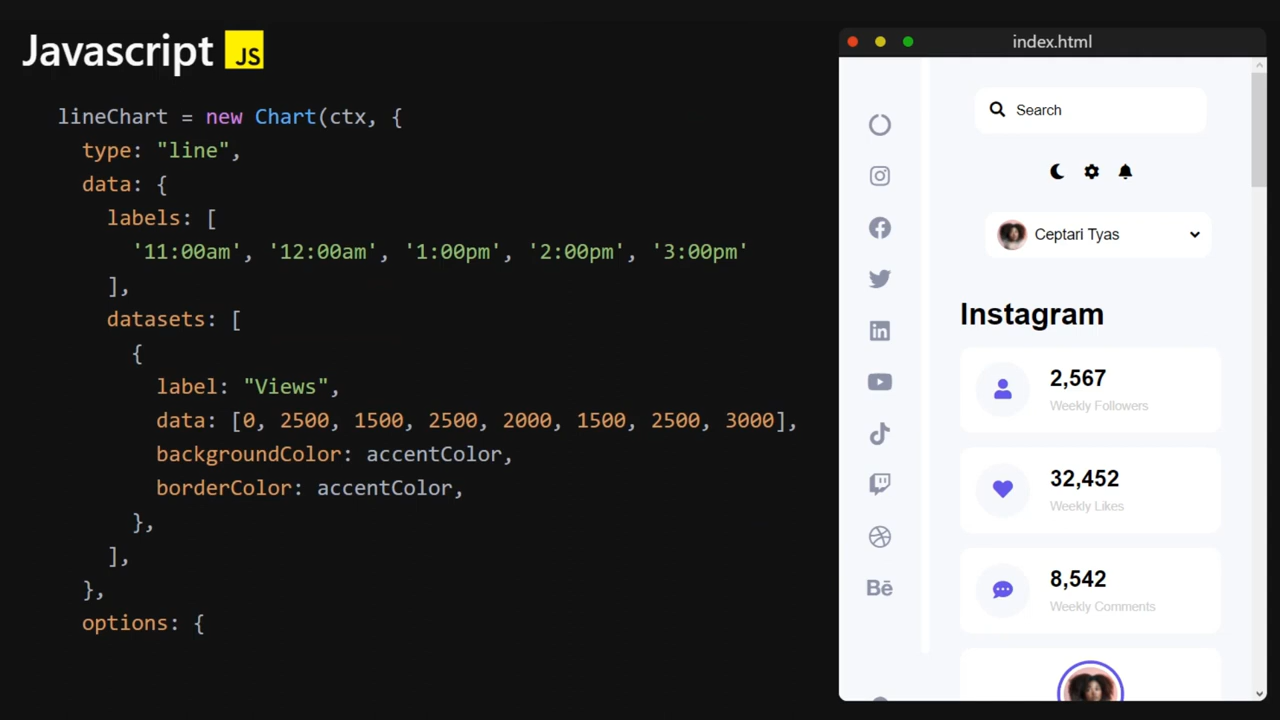 Javascript JS
lineChart = new Chart(ctx, {
type: "line",
data: {
labels: [
'11:00am', '12:00am', '1:00pm', '2:00pm', '3:00pm'
],
datasets: [
{
label: "Views",
data: [0, 2500, 1500, 2500, 2000, 1500, 2500, 3000],
backgroundColor: accentColor,
borderColor: accentColor,
},
],
},
options: {
index.html
Search
Ceptari Tyas
Instagram
2,567
Weekly Followers
32,452
Weekly Likes
8,542
Weekly Comments
in
Bē